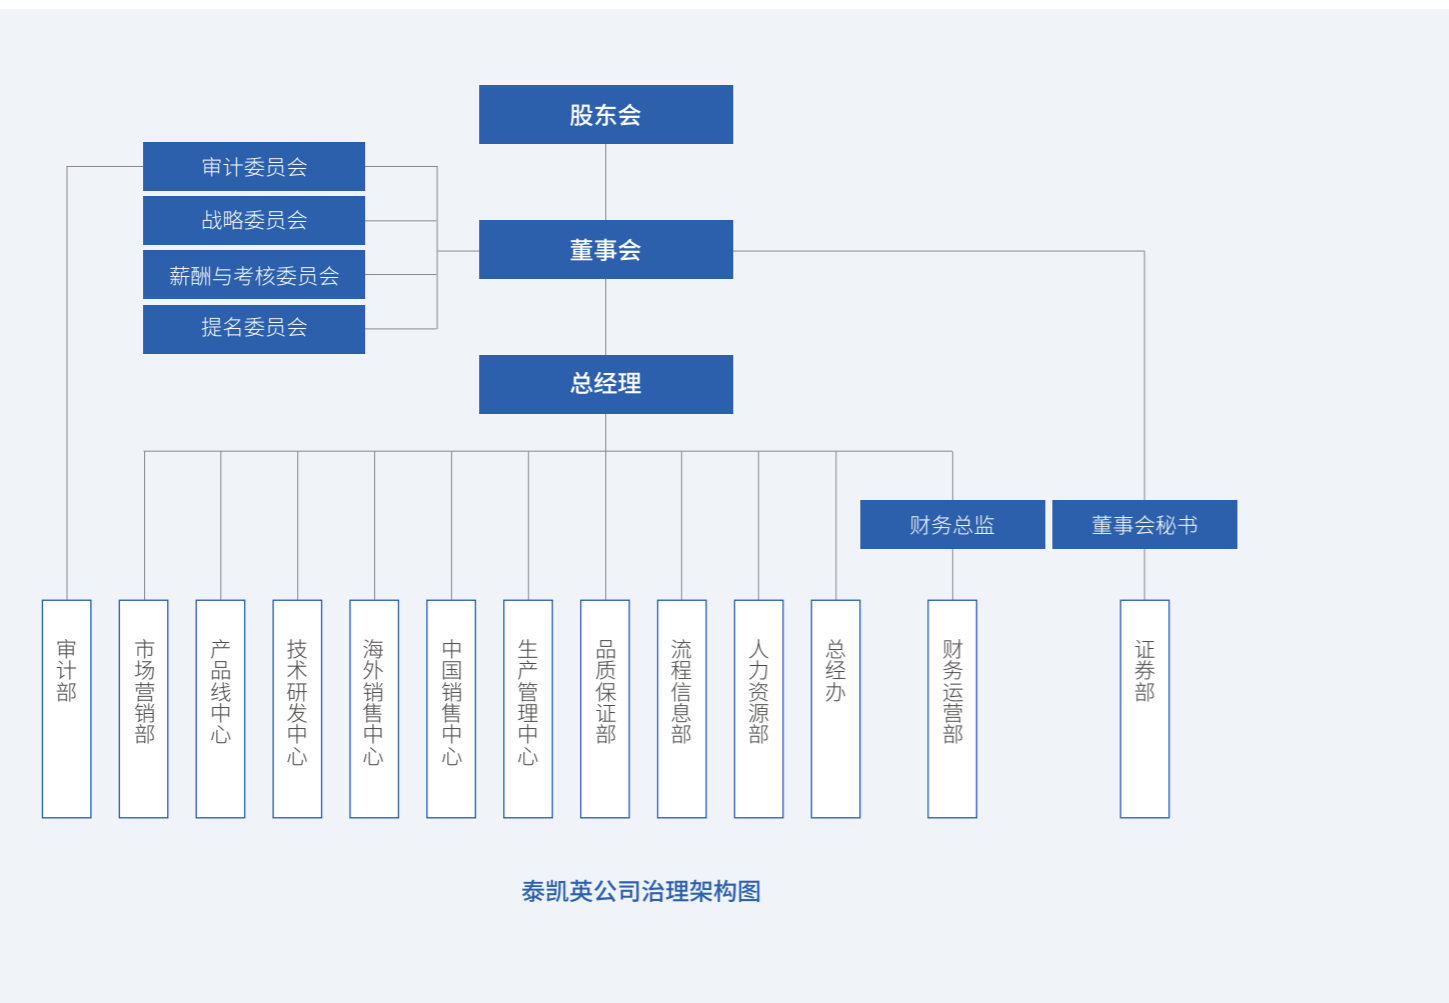 股东会
审计委员会
战略委员会
薪酬与考核委员会
提名委员会
董事会
总经理
财务总监
董事会秘书
审计部
市场营销部
产品线中心
技术研发中心
海外销售中心
中国销售中心
生产管理中心
品质保证部
流程信息部
人力资源部
总经办
财务运营部
证券部
泰凯英公司治理架构图